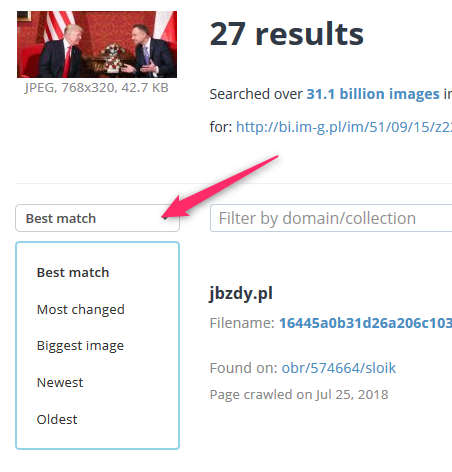 27 results
JPEG, 768x320, 42.7 KB
Searched over 31.1 billion images
for: http://bi.im-g.pl/im/51/09/15/z22
Best match
Filter by domain/collection
Best match
Most changed
Biggest image
Newest
Oldest
jbzdy.pl
Filename: 16445a0b31d26a206c103
Found on: obr/574664/sloik
Page crawled on Jul 25, 2018